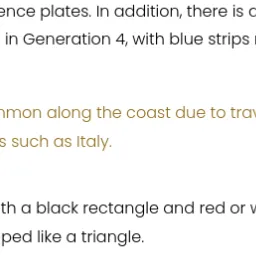 ence plates. In addition, there is a
in Generation 4, with blue strips
mmon along the coast due to trav
s such as Italy.
th a black rectangle and red or w
ped like a triangle.